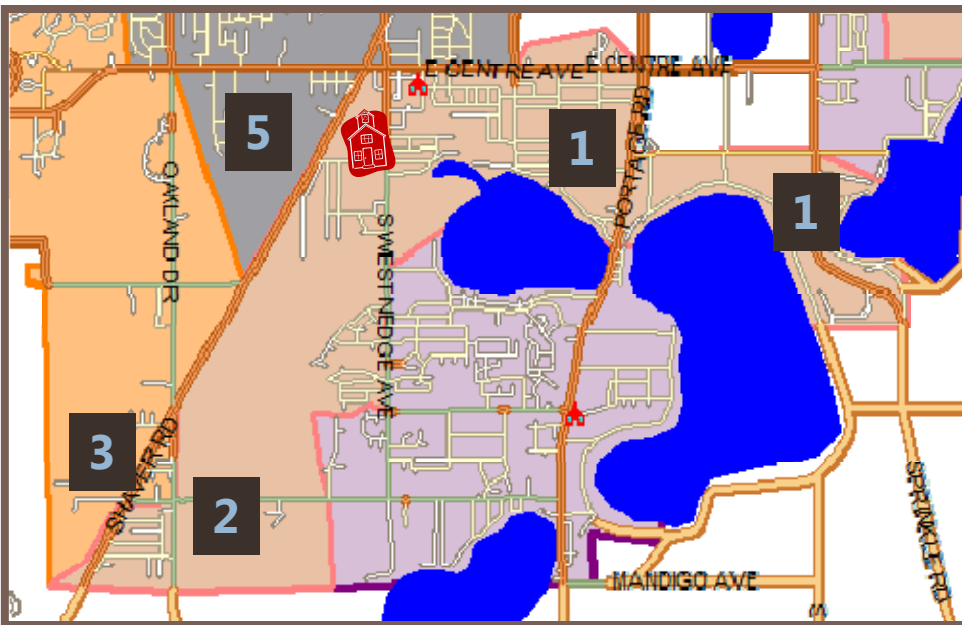 E CENTRE AVE
E CENTRE AVE
5
1
PORTAGE RD
OAKLAND DR
1
S WESTNEDGE AVE
3
SHAVER RD
2
SPRINKLE RD
MANDIGO AVE
S